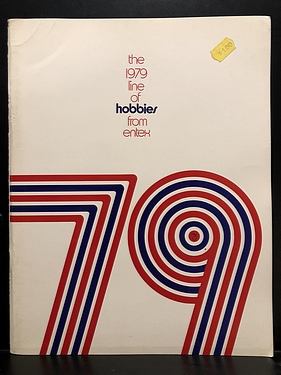 the
1979
line
of
hobbies
from
entex
79